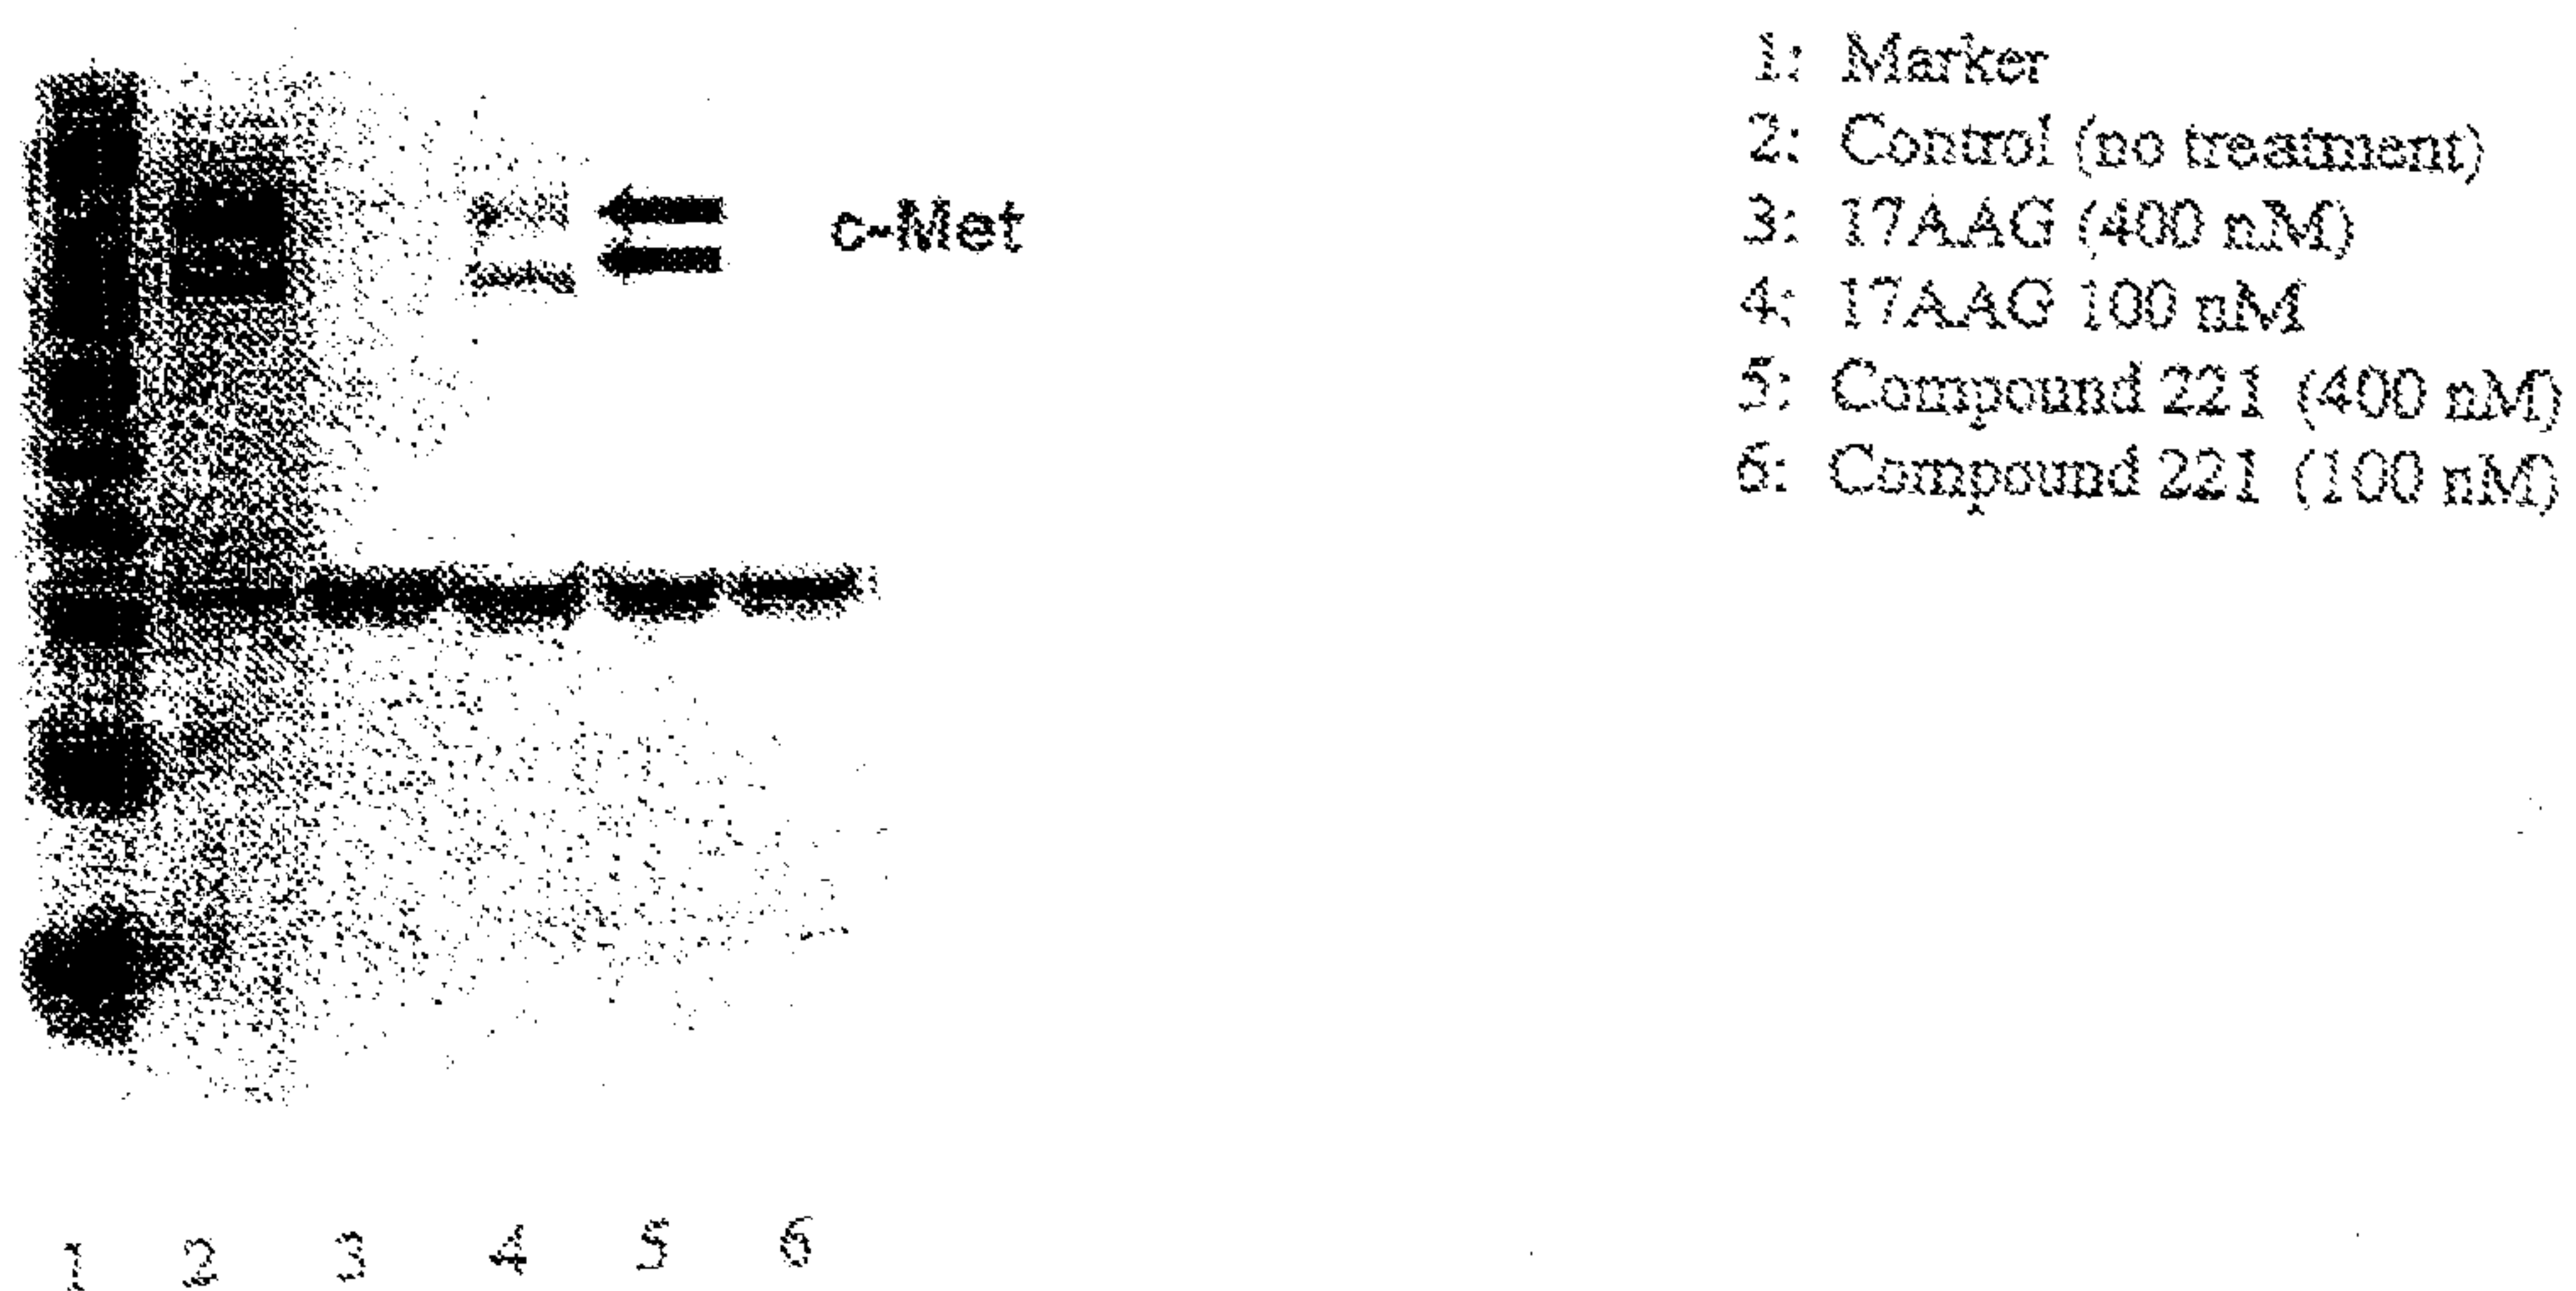 1: Marker
2: Control (no treatment)
3: 17AAG (400 nM)
4: 17AAG 100 nM
5: Compound 221 (400 nM)
6: Compound 221 (100 nM)
c-Met
1 2 3 4 5 6